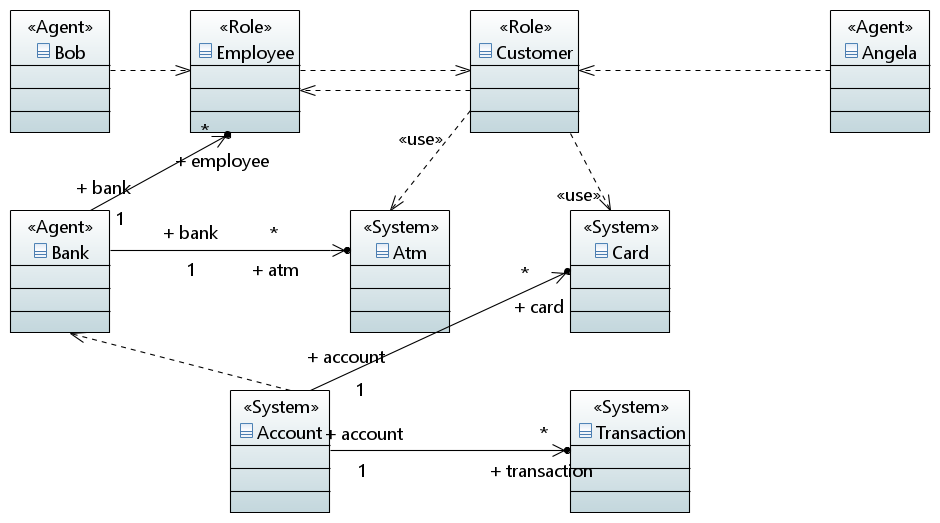 «Agent»
Bob
«Role»
Employee
«Role»
Customer
«Agent»
Angela
*
+ employee
+ bank
1
«use»
«use»
«Agent»
Bank
+ bank
*
1
+ atm
«System»
Atm
«System»
Card
*
+ card
+ account
1
«System»
Account
+ account
*
1
+ transaction
«System»
Transaction